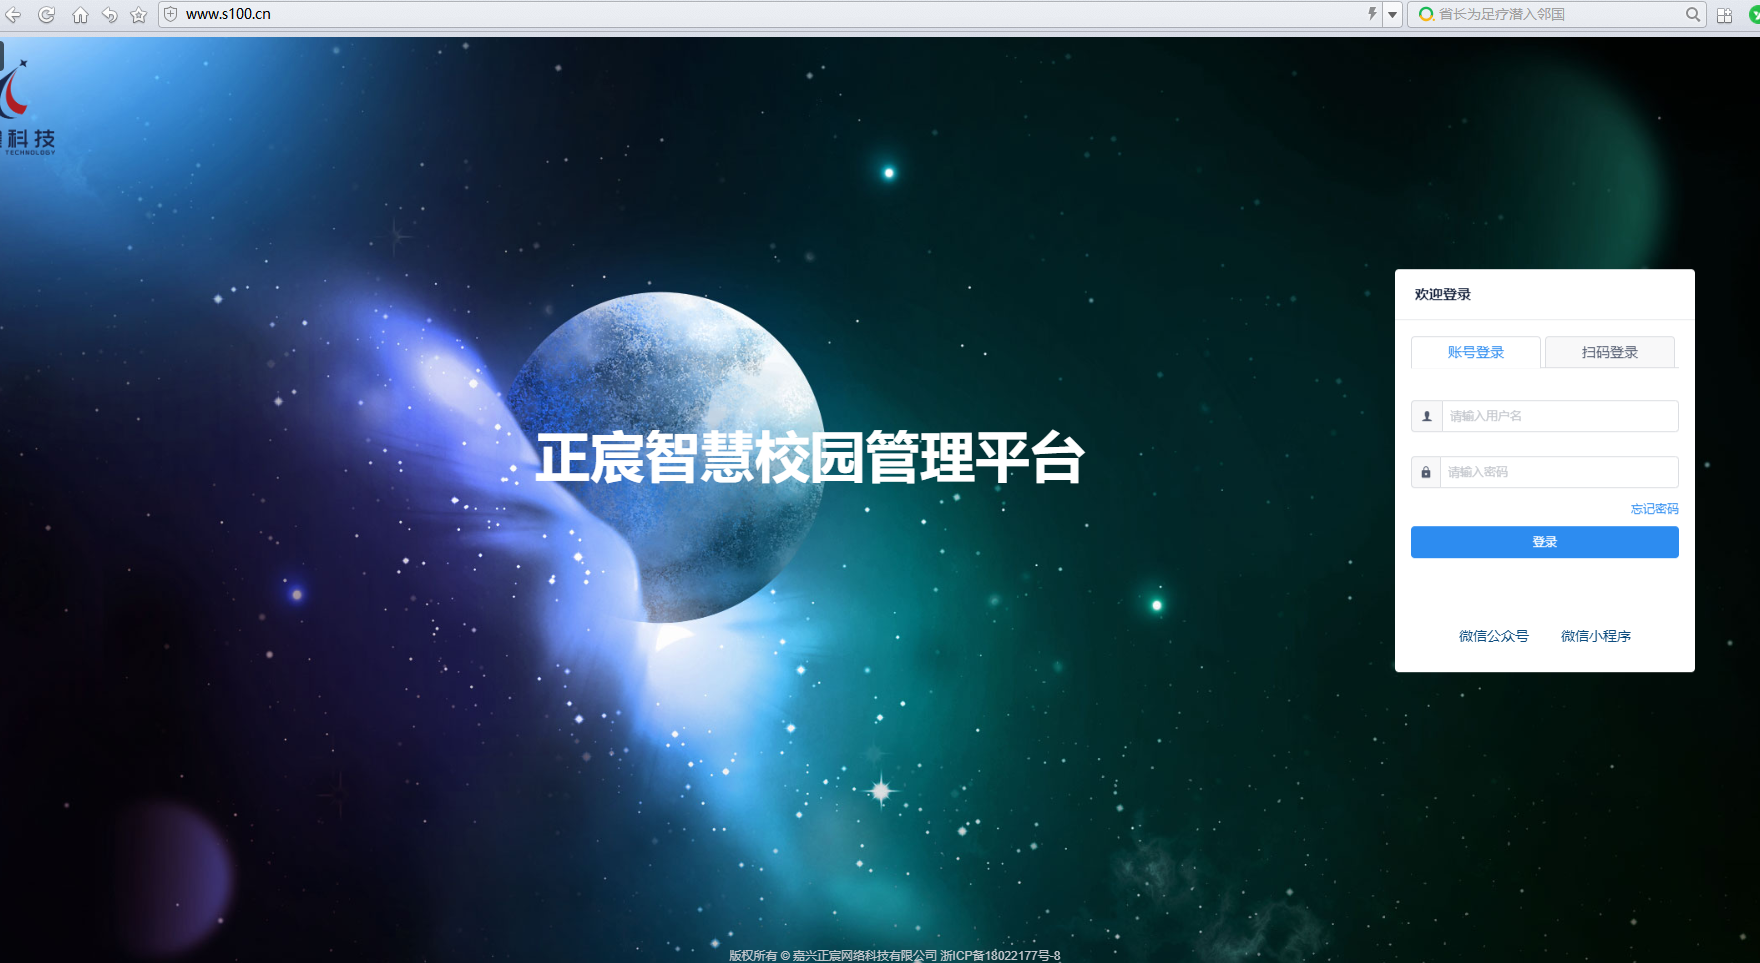 www.s100.cn
省长为足疗潜入邻国
科技
TECHNOLOGY
欢迎登录
账号登录
扫码登录
请输入用户名
正宸智慧校园管理平台
请输入密码
忘记密码
登录
微信公众号
微信小程序
版权所有 © 嘉兴正宸网络科技有限公司 浙ICP备18022177号-8